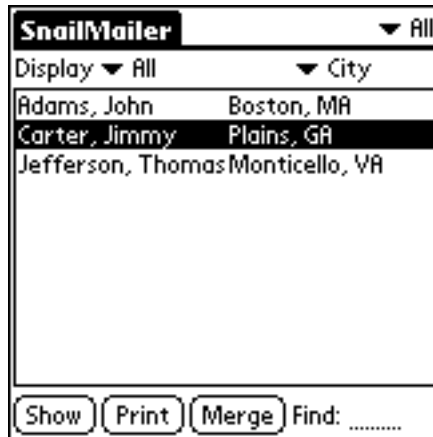 SnailMailer All
Display All City
Adams, John Boston, MA
Carter, Jimmy Plains, GA
Jefferson, Thomas Monticello, VA
Show Print Merge Find: